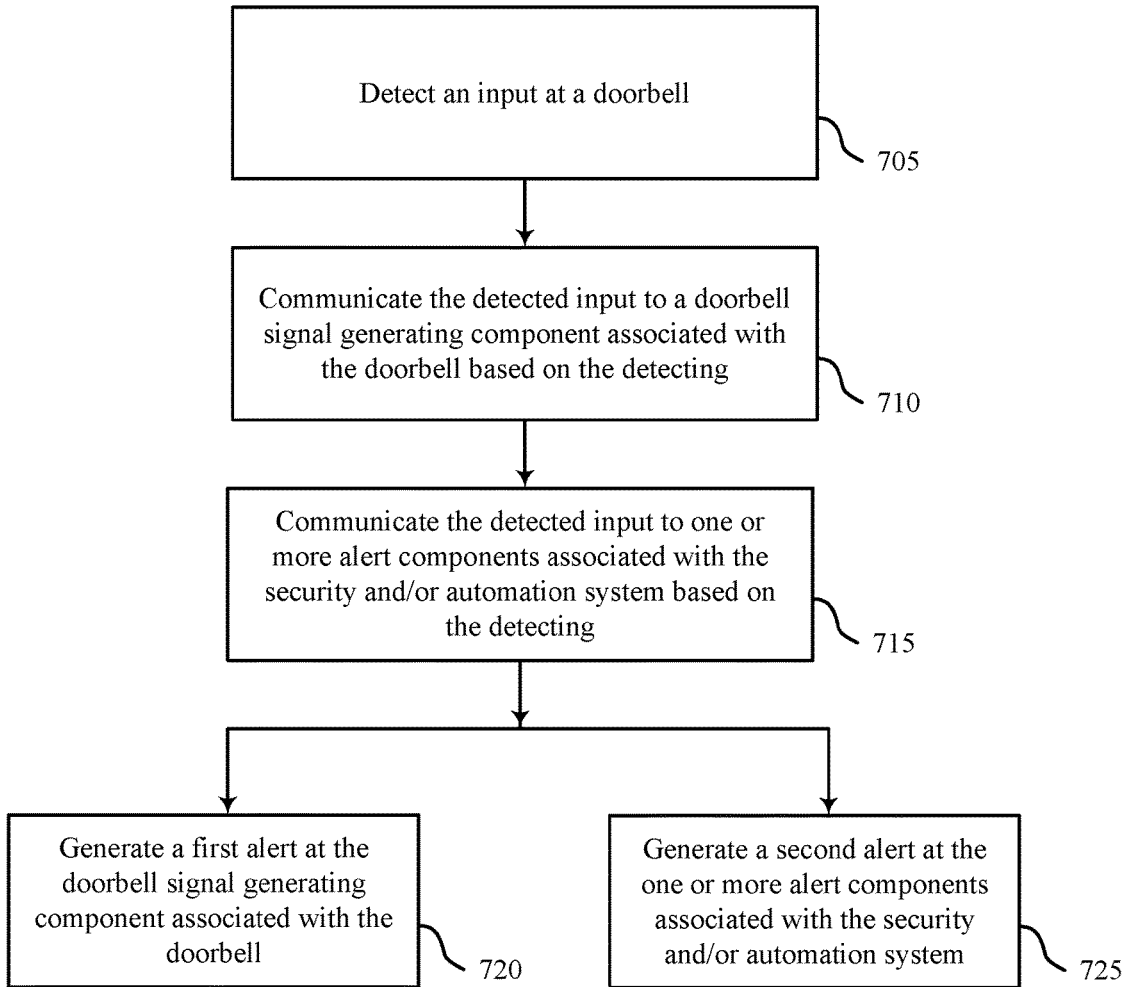 Detect an input at a doorbell
705
Communicate the detected input to a doorbell
signal generating component associated with
the doorbell based on the detecting
710
Communicate the detected input to one or
more alert components associated with the
security and/or automation system based on
the detecting
715
Generate a first alert at the
doorbell signal generating
component associated with the
doorbell
720
Generate a second alert at the
one or more alert components
associated with the security
and/or automation system
725